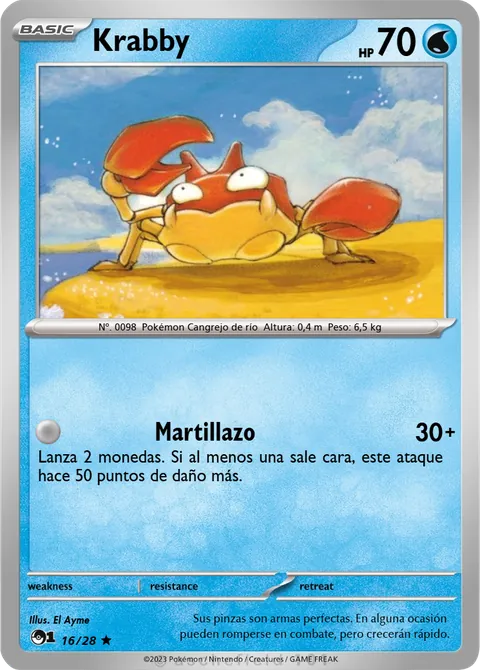 BASIC
Krabby
HP 70
Nº. 0098 Pokémon Cangrejo de río Altura: 0,4 m Peso: 6,5 kg
Martillazo 30+
Lanza 2 monedas. Si al menos una sale cara, este ataque
hace 50 puntos de daño más.
weakness resistance retreat
Illus. El Ayme
Sus pinzas son armas perfectas. En alguna ocasión
pueden romperse en combate, pero crecerán rápido.
1 16/28 ★
©2023 Pokémon / Nintendo / Creatures / GAME FREAK